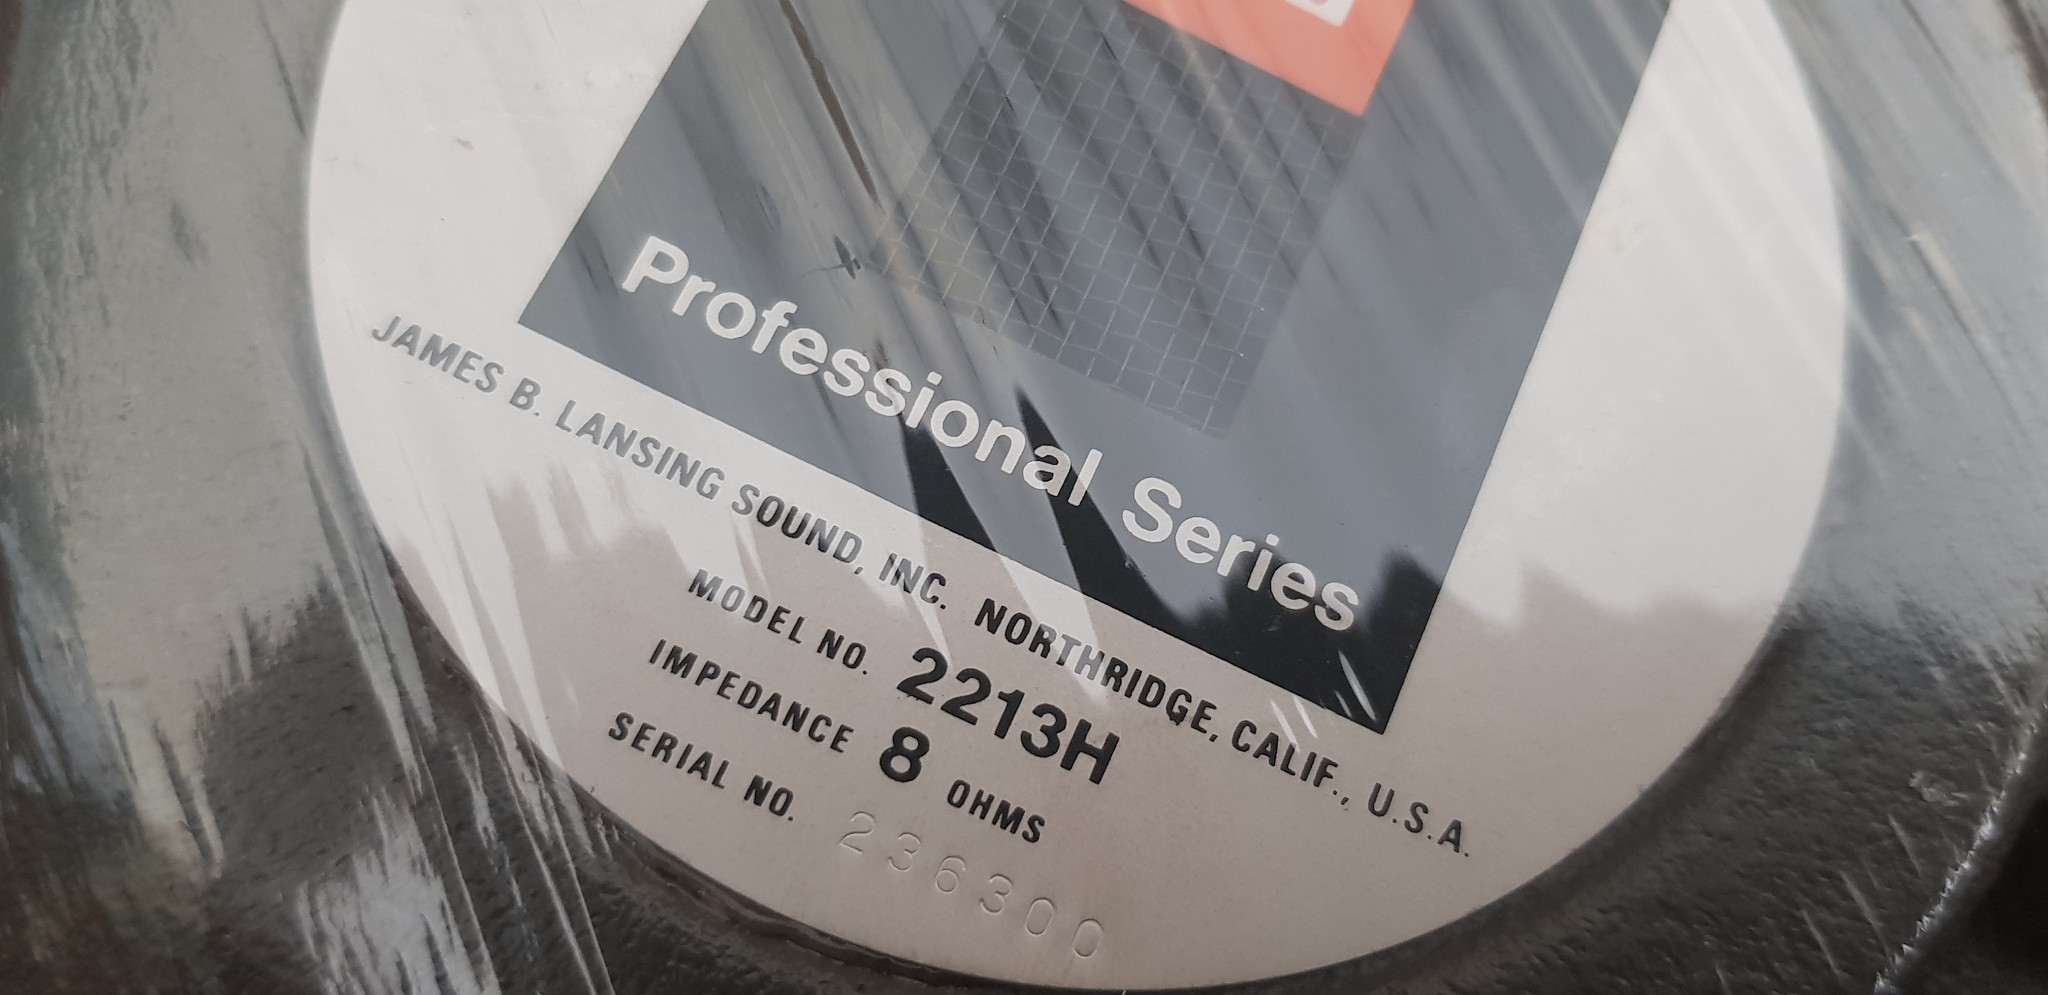 Professional Series
JAMES B. LANSING SOUND, INC. NORTHRIDGE, CALIF., U.S.A.
MODEL NO. 2213H
IMPEDANCE 8 OHMS
SERIAL NO. 236300